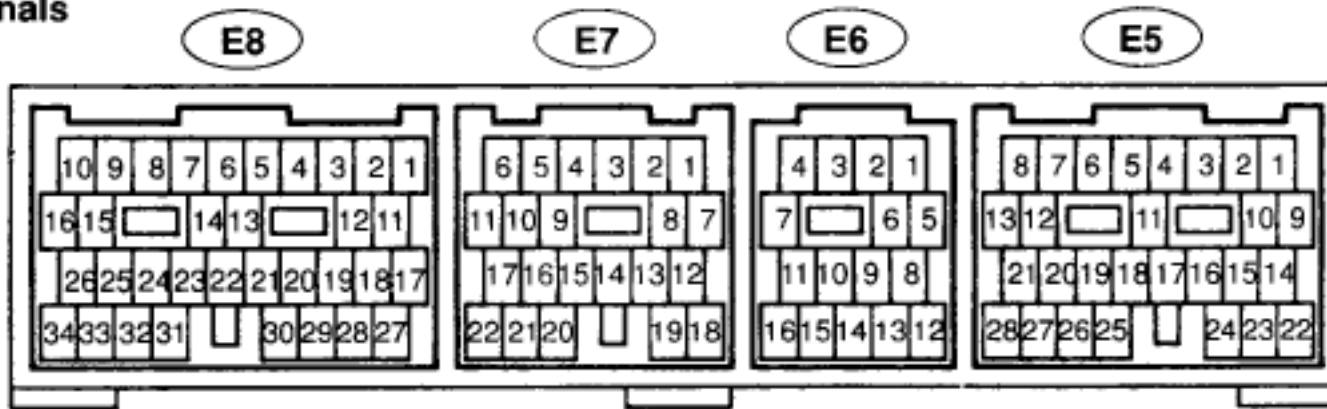 nals
E8 E7 E6 E5
10 9 8 7 6 5 4 3 2 1 6 5 4 3 2 1 4 3 2 1 8 7 6 5 4 3 2 1
16 15 14 13 12 11 11 10 9 8 7 7 6 5 13 12 11 10 9
26 25 24 23 22 21 20 19 18 17 17 16 15 14 13 12 11 10 9 8 21 20 19 18 17 16 15 14
34 33 32 31 30 29 28 27 22 21 20 19 18 16 15 14 13 12 28 27 26 25 24 23 22